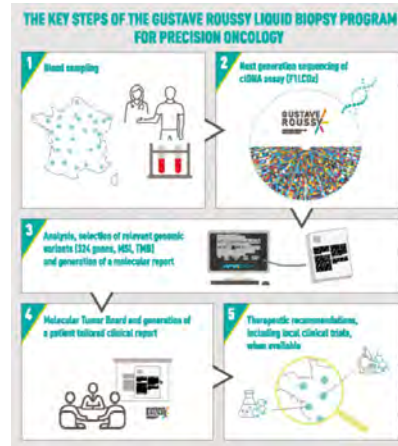 THE KEY STEPS OF THE GUSTAVE ROUSSY LIQUID BIOPSY PROGRAM
FOR PRECISION ONCOLOGY
1
Blood sampling
2
Next generation sequencing of
ctDNA assay (F1LCDx)
GUSTAVE
ROUSSY
3
Analysis, selection of relevant genomic
variants (324 genes, MSI, TMB)
and generation of a molecular report
4
Molecular Tumor Board and generation of
a patient tailored clinical report
5
Therapeutic recommendations,
including local clinical trials,
when available